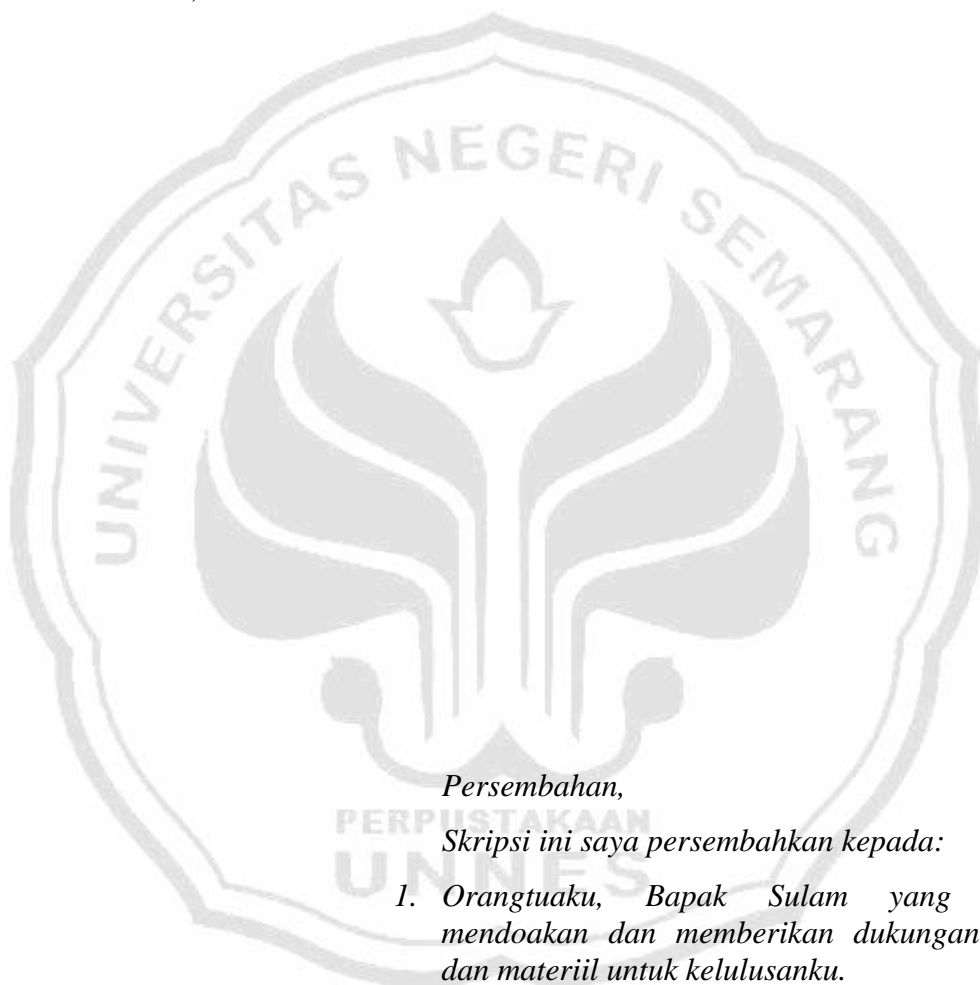 UNIVERSITAS NEGERI SEMARANG
Persembahan,
PERPUSTAKAAN
Skripsi ini saya persembahkan kepada:
UNNES
1. Orangtuaku, Bapak Sulam yang
mendoakan dan memberikan dukungan
dan materiil untuk kelulusanku.